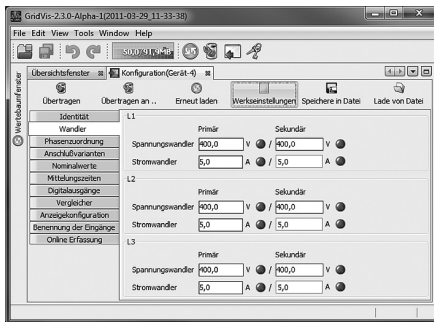 GridVis-2.3.0-Alpha-1(2011-03-29_11-33-38)
File Edit View Tools Window Help
50,0/91,9MB
Wertebaumfenster
Übersichtsfenster Konfiguration(Gerät-4)
Übertragen Übertragen an .. Erneut laden Werkseinstellungen Speichere in Datei Lade von Datei
Identität
Wandler
Phasenzuordnung
Anschlußvarianten
Nominalwerte
Mittelungszeiten
Digitalausgänge
Vergleicher
Anzeigekonfiguration
Benennung der Eingänge
Online Erfassung
L1
Primär Sekundär
Spannungswandler 400,0 V / 400,0 V
Stromwandler 5,0 A / 5,0 A
L2
Primär Sekundär
Spannungswandler 400,0 V / 400,0 V
Stromwandler 5,0 A / 5,0 A
L3
Primär Sekundär
Spannungswandler 400,0 V / 400,0 V
Stromwandler 5,0 A / 5,0 A